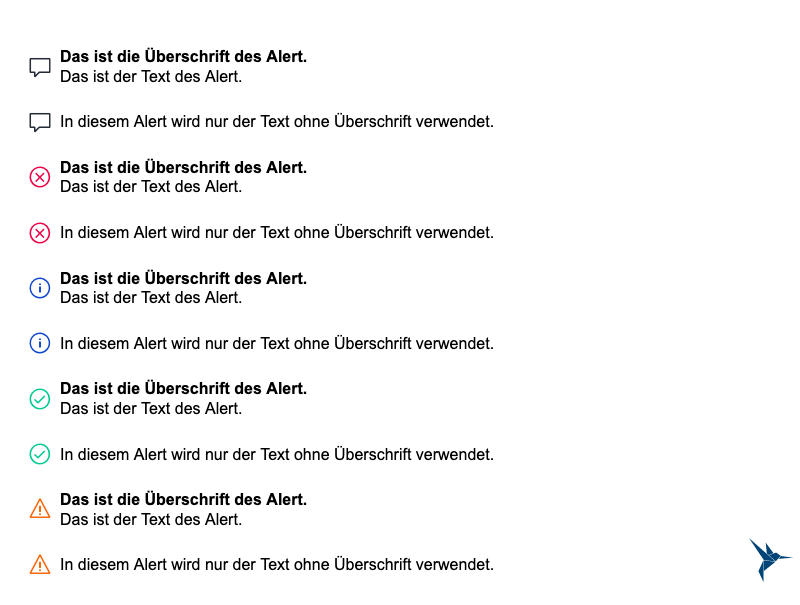 Das ist die Überschrift des Alert.
Das ist der Text des Alert.
In diesem Alert wird nur der Text ohne Überschrift verwendet.
Das ist die Überschrift des Alert.
Das ist der Text des Alert.
In diesem Alert wird nur der Text ohne Überschrift verwendet.
Das ist die Überschrift des Alert.
Das ist der Text des Alert.
In diesem Alert wird nur der Text ohne Überschrift verwendet.
Das ist die Überschrift des Alert.
Das ist der Text des Alert.
In diesem Alert wird nur der Text ohne Überschrift verwendet.
Das ist die Überschrift des Alert.
Das ist der Text des Alert.
In diesem Alert wird nur der Text ohne Überschrift verwendet.